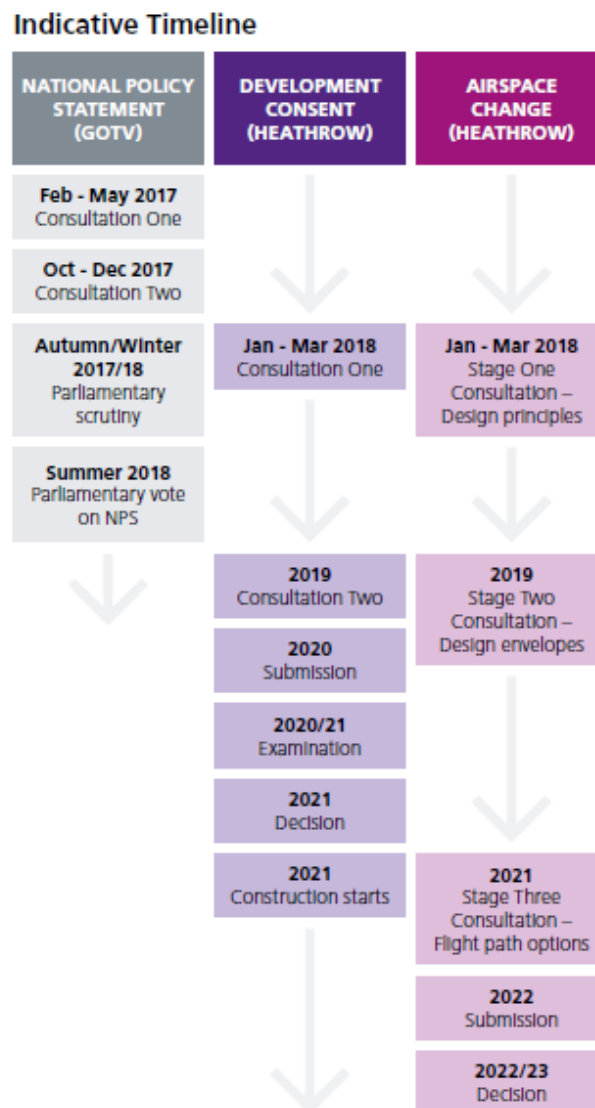 Indicative Timeline
NATIONAL POLICY
STATEMENT
(GOTV)
Feb - May 2017
Consultation One
Oct - Dec 2017
Consultation Two
Autumn/Winter
2017/18
Parliamentary
scrutiny
Summer 2018
Parliamentary vote
on NPS
DEVELOPMENT
CONSENT
(HEATHROW)
Jan - Mar 2018
Consultation One
2019
Consultation Two
2020
Submission
2020/21
Examination
2021
Decision
2021
Construction starts
AIRSPACE
CHANGE
(HEATHROW)
Jan - Mar 2018
Stage One
Consultation –
Design principles
2019
Stage Two
Consultation –
Design envelopes
2021
Stage Three
Consultation –
Flight path options
2022
Submission
2022/23
Decision